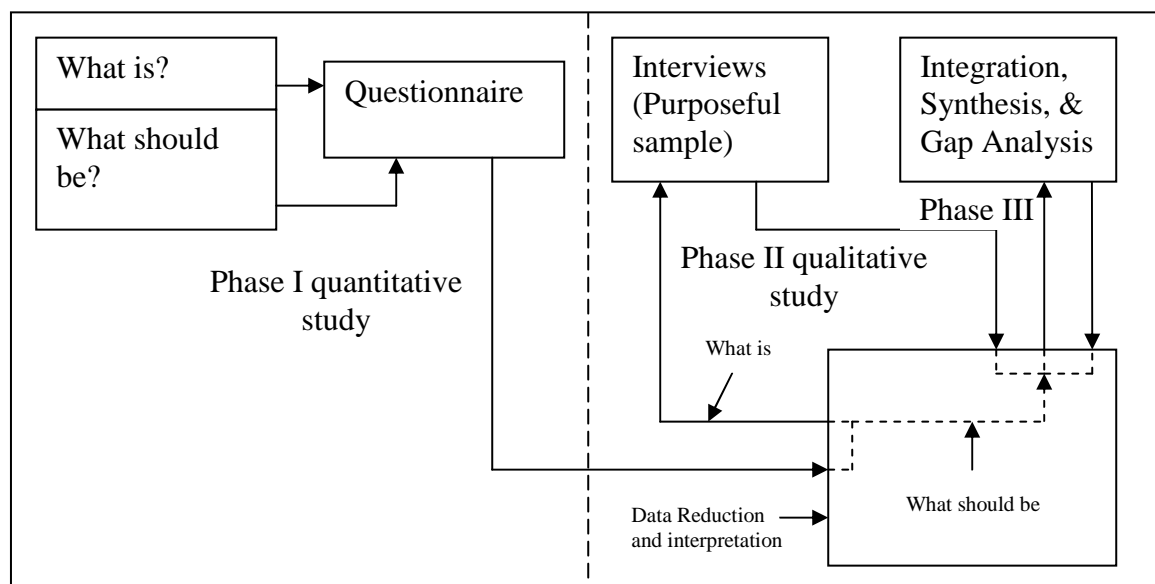 What is?
What should
be?
Questionnaire
Phase I quantitative
study
Interviews
(Purposeful
sample)
Integration,
Synthesis, &
Gap Analysis
Phase III
Phase II qualitative
study
What is
What should be
Data Reduction
and interpretation